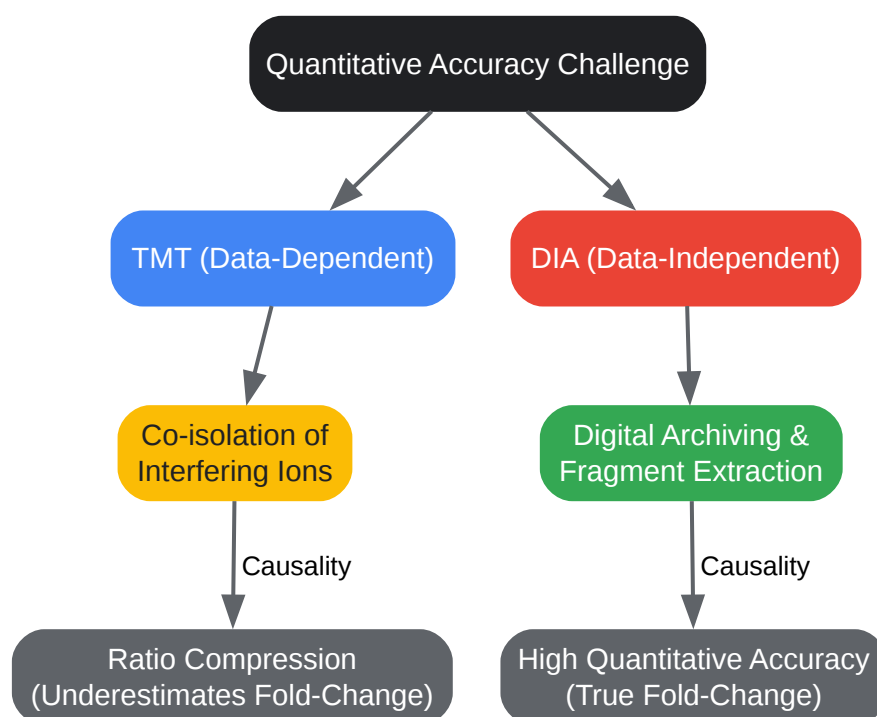 Quantitative Accuracy Challenge
TMT (Data-Dependent)
DIA (Data-Independent)
Co-isolation of
Interfering Ions
Digital Archiving &
Fragment Extraction
Causality
Causality
Ratio Compression
(Underestimates Fold-Change)
High Quantitative Accuracy
(True Fold-Change)